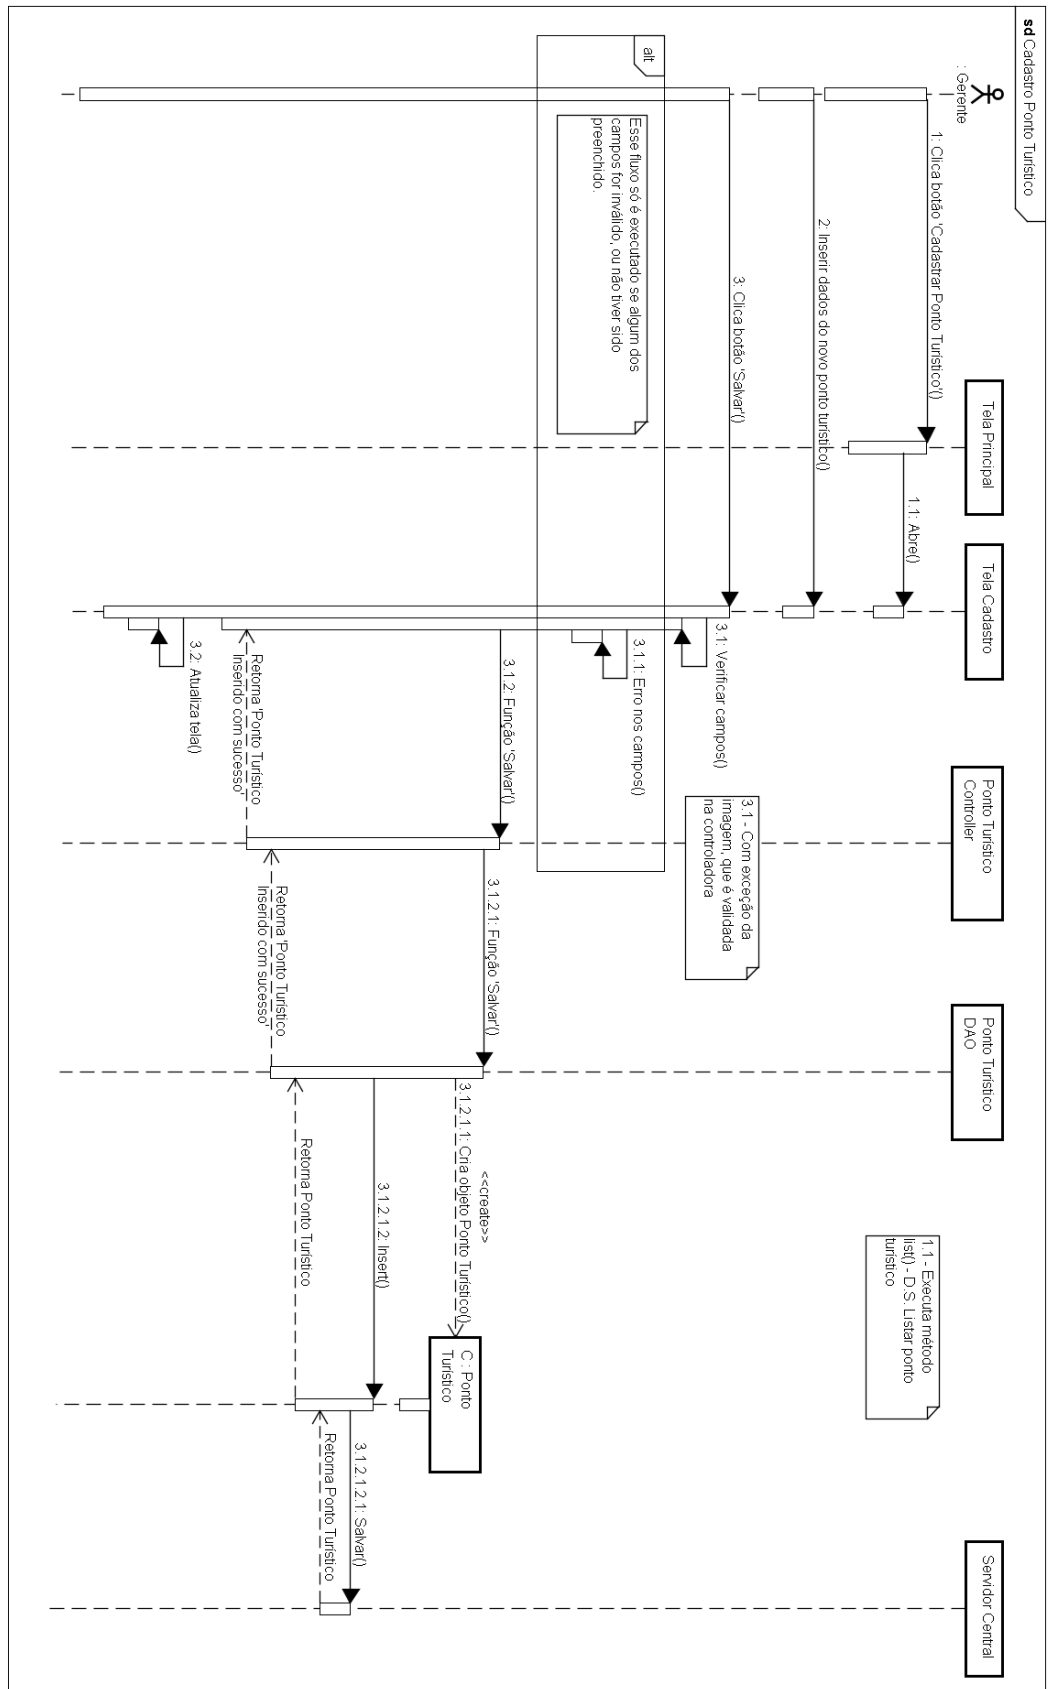 sd Cadastro Ponto Turístico
: Gerente
Tela Principal
Tela Cadastro
Ponto Turístico
Controller
Ponto Turístico
DAO
Servidor Central
1: Clica botão 'Cadastrar Ponto Turístico'()
1.1: Abre()
1.1 - Executa método
list() - D.S. Listar ponto
turístico
2: Inserir dados do novo ponto turístico()
3: Clica botão 'Salvar'()
3.1: Verificar campos()
3.1 - Com exceção da
imagem, que é validada
na controladora
alt
Esse fluxo só é executado se algum dos
campos for inválido, ou não tiver sido
preenchido.
3.1.1: Erro nos campos()
3.1.2: Função 'Salvar'()
3.1.2.1: Função 'Salvar'()
<<create>>
3.1.2.1.1: Cria objeto Ponto Turístico()
C : Ponto
Turístico
3.1.2.1.2: Insert()
3.1.2.1.2.1: Salvar()
Retorna Ponto Turístico
Retorna Ponto Turístico
Retorna 'Ponto Turístico
Inserido com sucesso'
Retorna 'Ponto Turístico
Inserido com sucesso'
3.2: Atualiza tela()